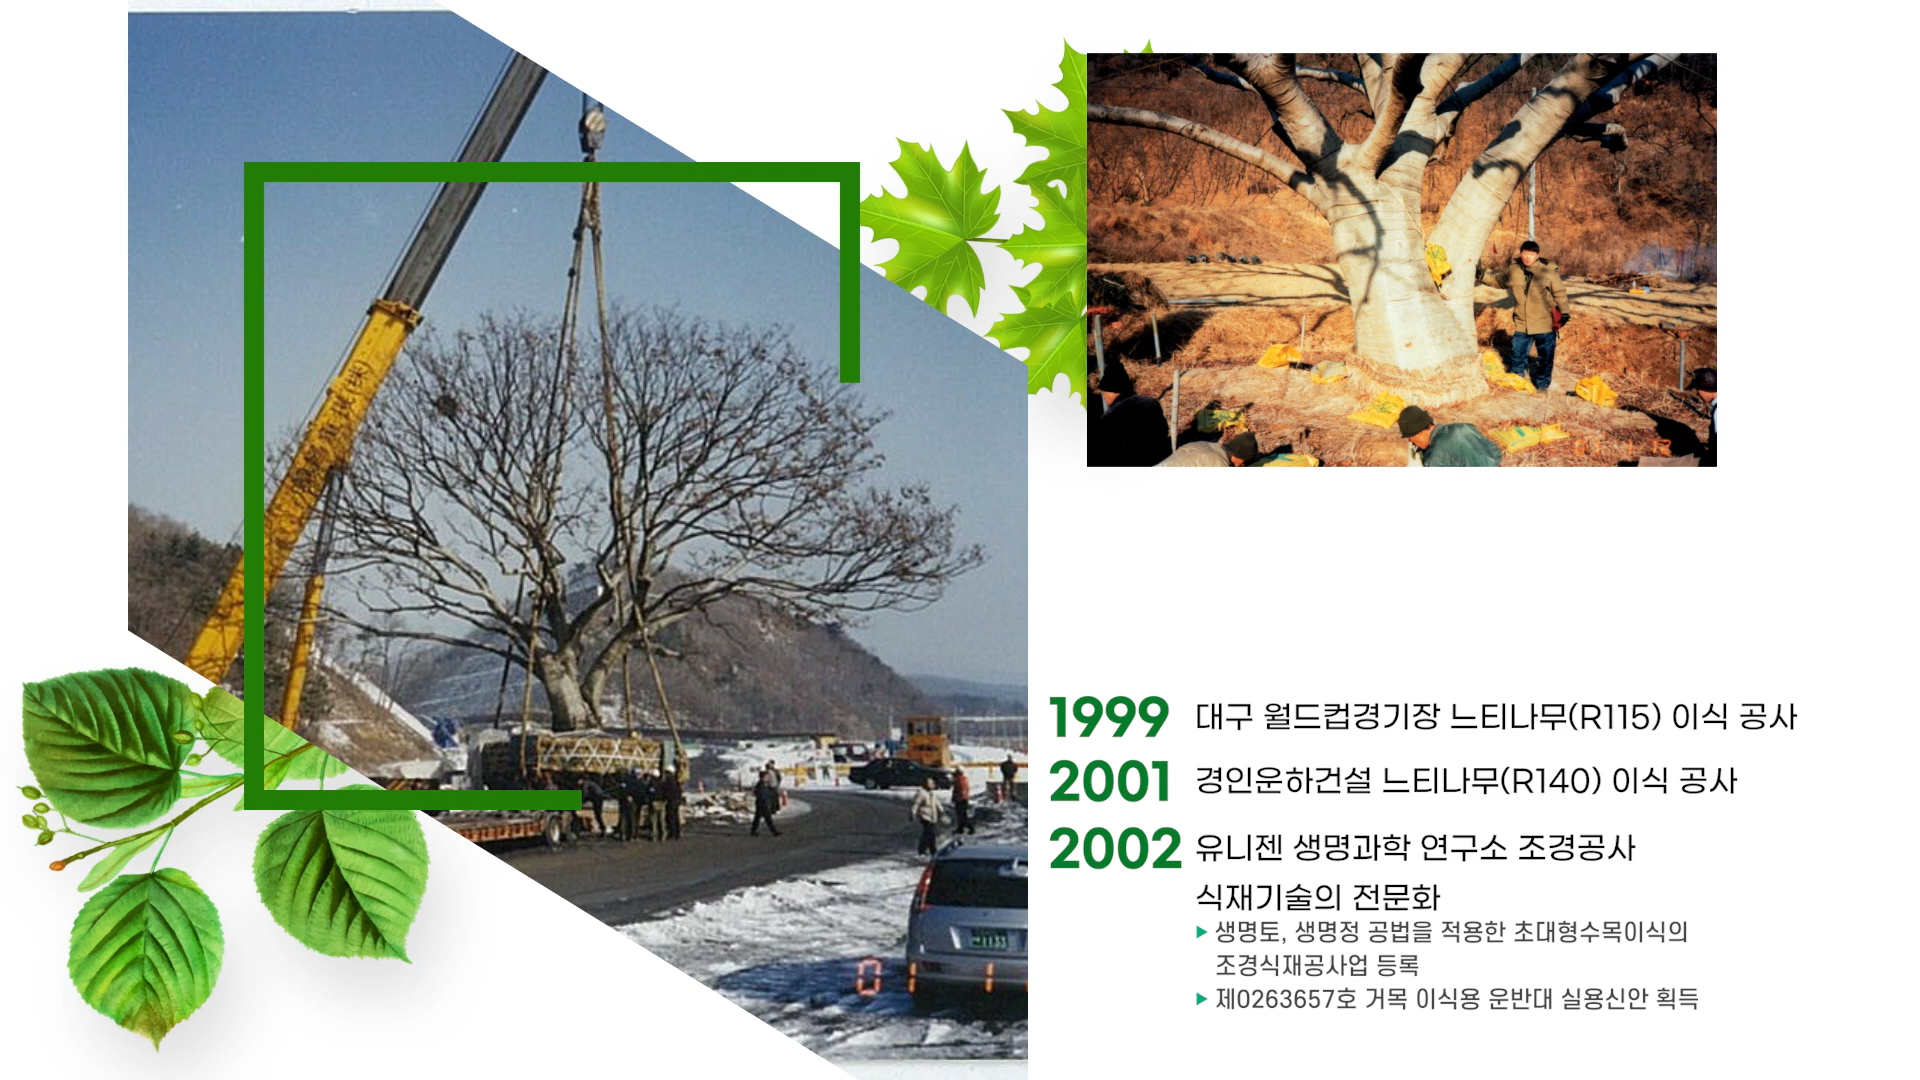 1999 대구 월드컵경기장 느티나무(R115) 이식 공사
2001 경인운하건설 느티나무(R140) 이식 공사
2002 유니젠 생명과학 연구소 조경공사
식재기술의 전문화
▶ 생명토, 생명정 공법을 적용한 초대형수목이식의
조경식재공사업 등록
▶ 제0263657호 거목 이식용 운반대 실용신안 획득